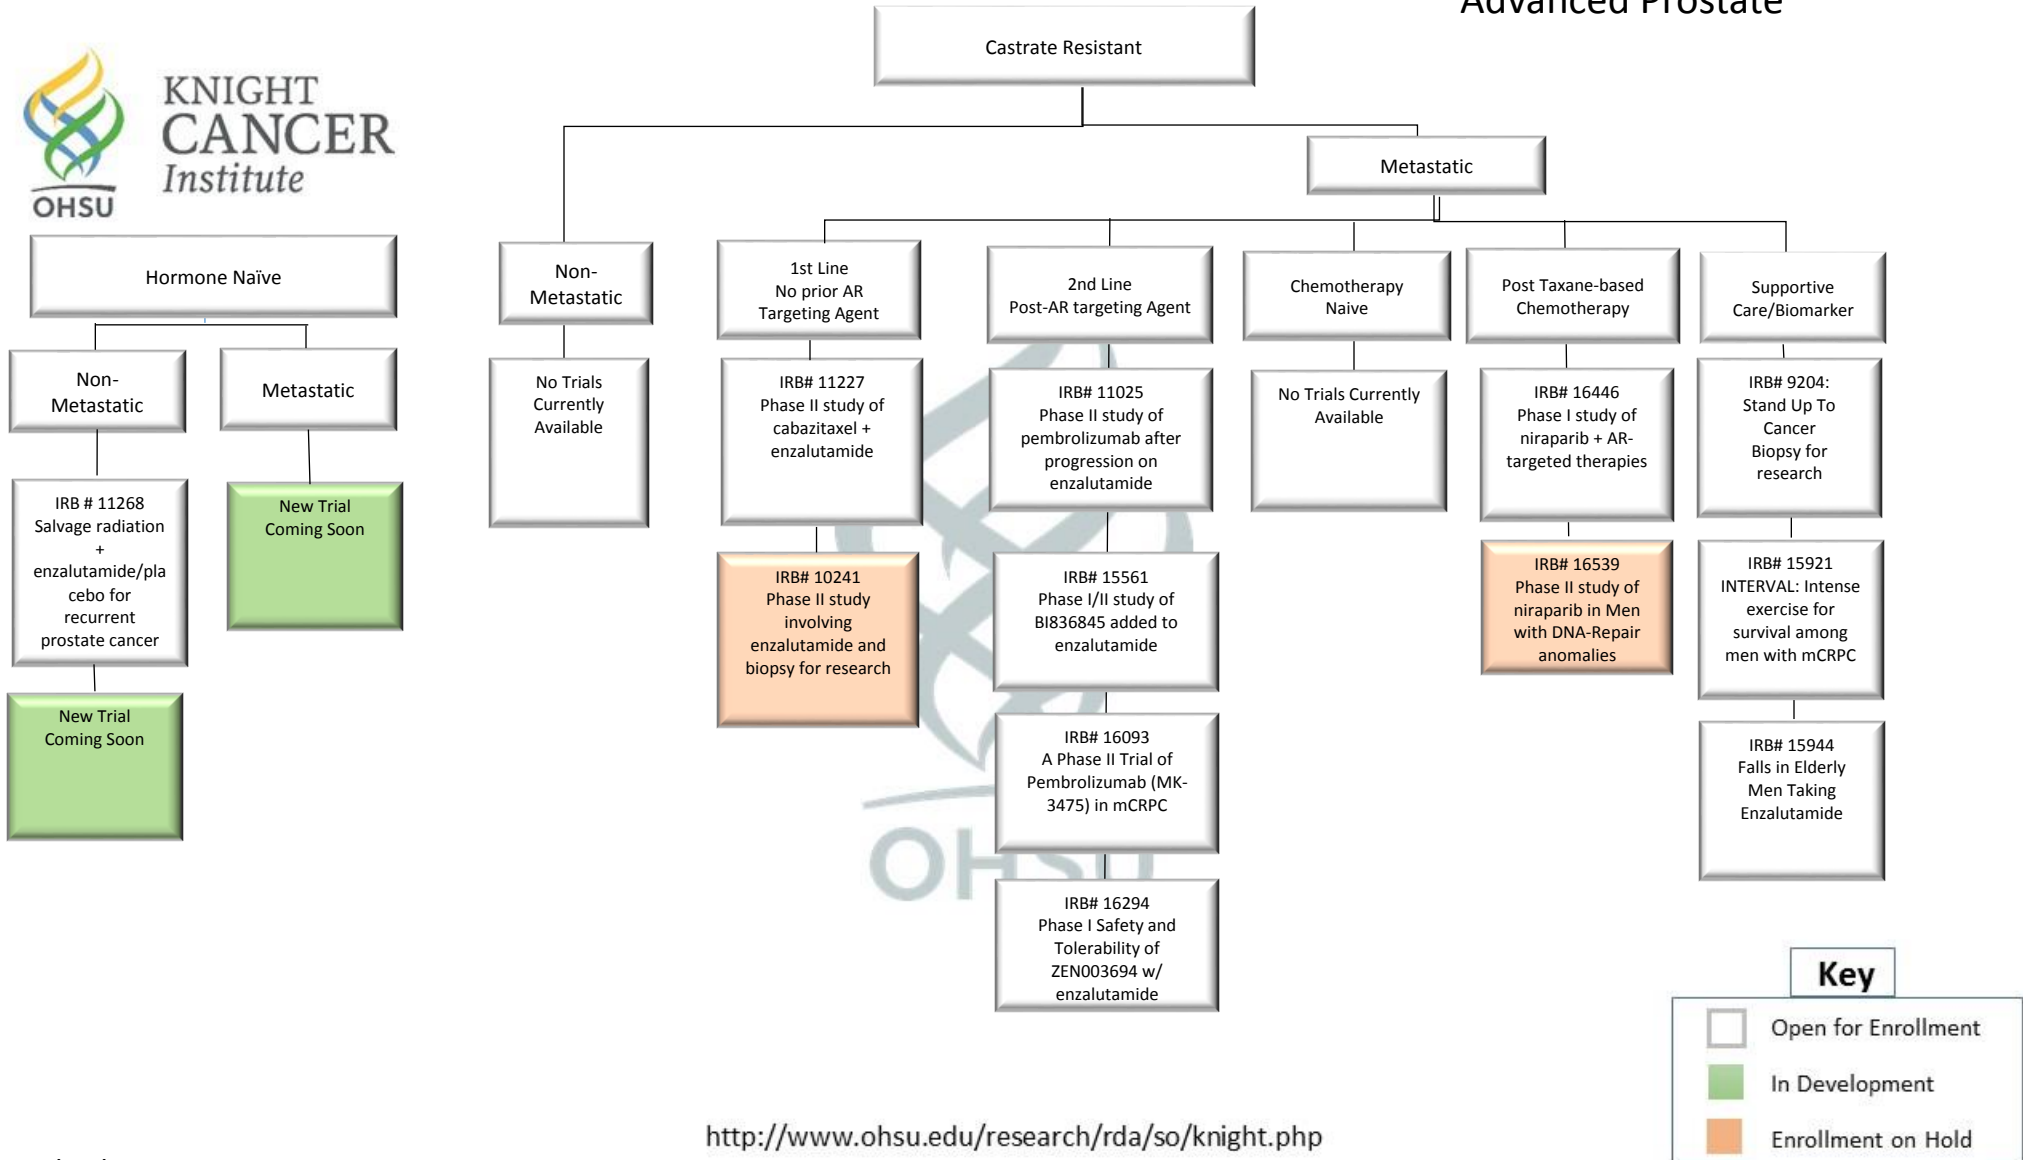 Advanced Prostate
Castrate Resistant
KNIGHT
CANCER
Institute
OHSU
Metastatic
Hormone Naïve
Non-
Metastatic
Metastatic
IRB # 11268
Salvage radiation
+
enzalutamide/pla
cebo for
recurrent
prostate cancer
New Trial
Coming Soon
New Trial
Coming Soon
Non-
Metastatic
No Trials
Currently
Available
1st Line
No prior AR
Targeting Agent
IRB# 11227
Phase II study of
cabazitaxel +
enzalutamide
IRB# 10241
Phase II study
involving
enzalutamide and
biopsy for research
2nd Line
Post-AR targeting Agent
IRB# 11025
Phase II study of
pembrolizumab after
progression on
enzalutamide
IRB# 15561
Phase I/II study of
BI836845 added to
enzalutamide
IRB# 16093
A Phase II Trial of
Pembrolizumab (MK-
3475) in mCRPC
IRB# 16294
Phase I Safety and
Tolerability of
ZEN003694 w/
enzalutamide
Chemotherapy
Naive
No Trials Currently
Available
Post Taxane-based
Chemotherapy
IRB# 16446
Phase I study of
niraparib + AR-
targeted therapies
IRB# 16539
Phase II study of
niraparib in Men
with DNA-Repair
anomalies
Supportive
Care/Biomarker
IRB# 9204:
Stand Up To
Cancer
Biopsy for
research
IRB# 15921
INTERVAL: Intense
exercise for
survival among
men with mCRPC
IRB# 15944
Falls in Elderly
Men Taking
Enzalutamide
OHSU
Key
Open for Enrollment
In Development
Enrollment on Hold
http://www.ohsu.edu/research/rda/so/knight.php